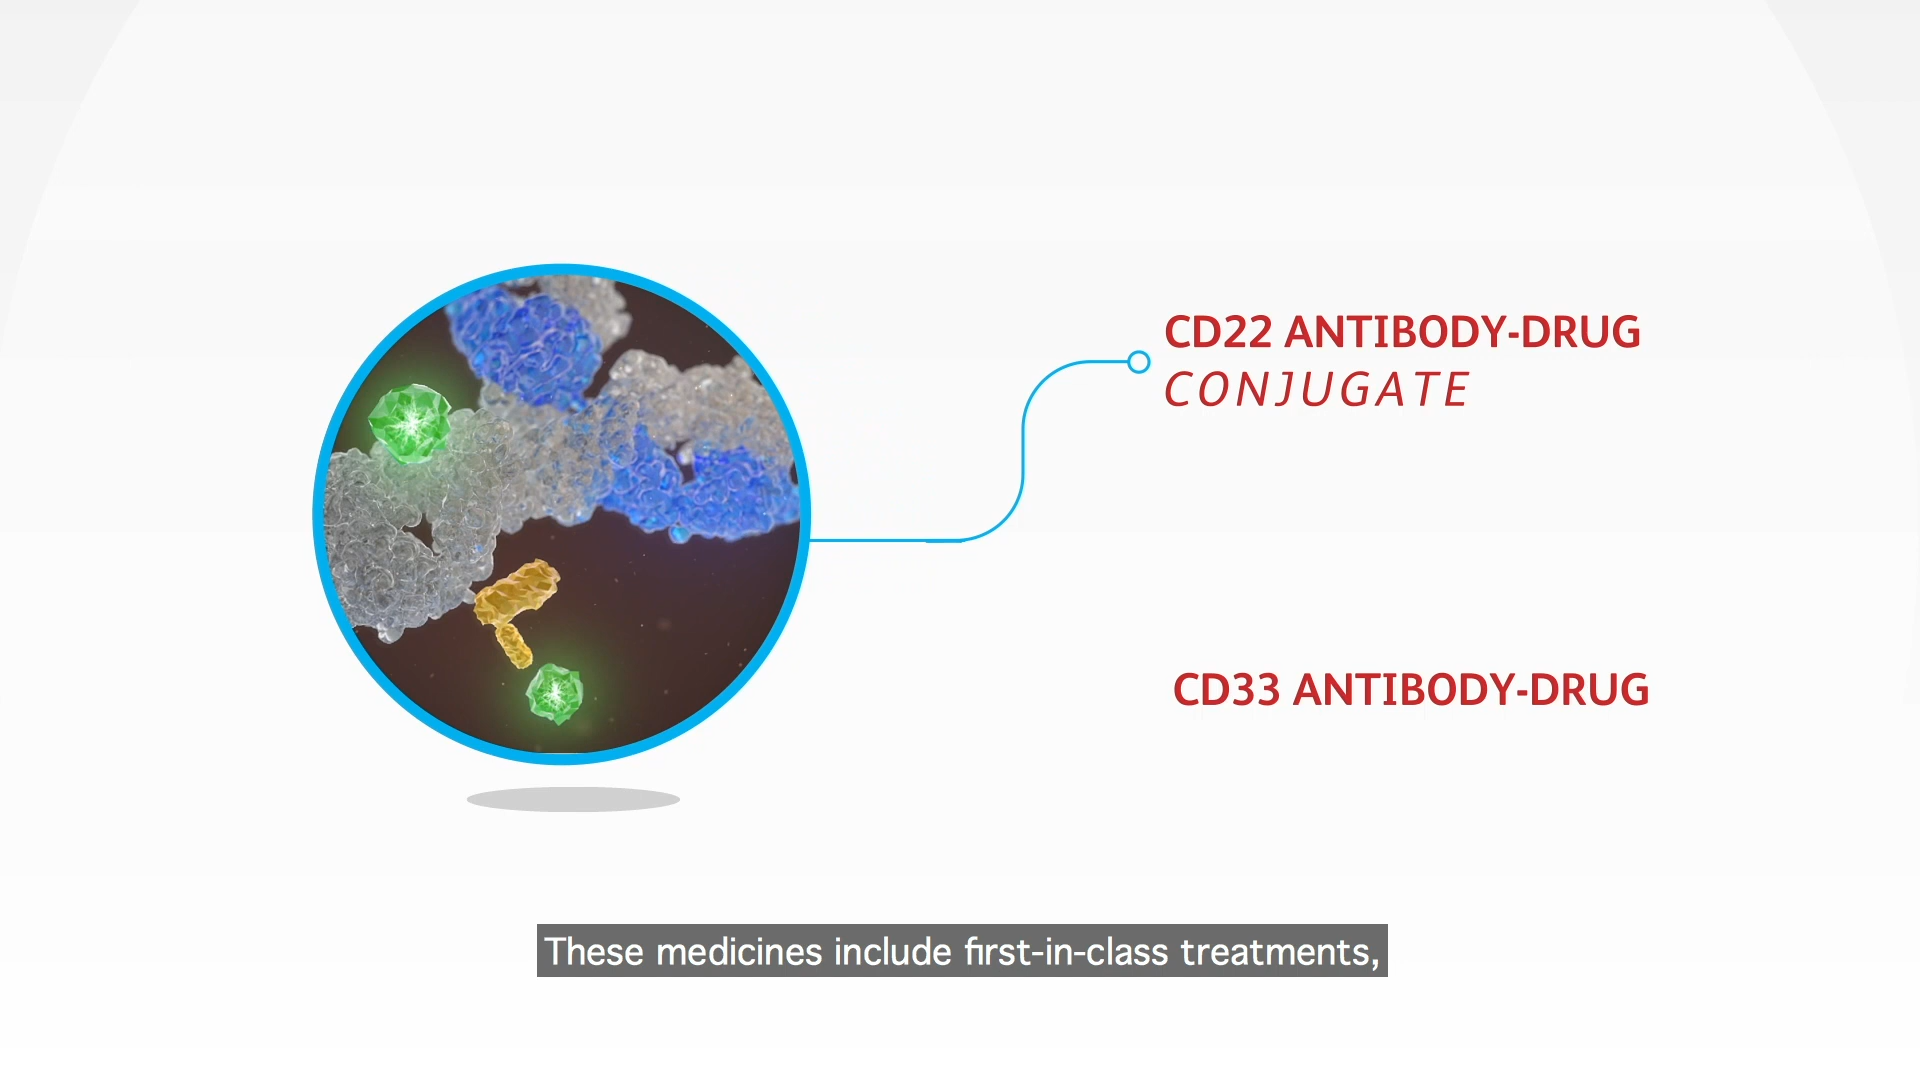 CD22 ANTIBODY-DRUG
CONJUGATE
CD33 ANTIBODY-DRUG
These medicines include first-in-class treatments,